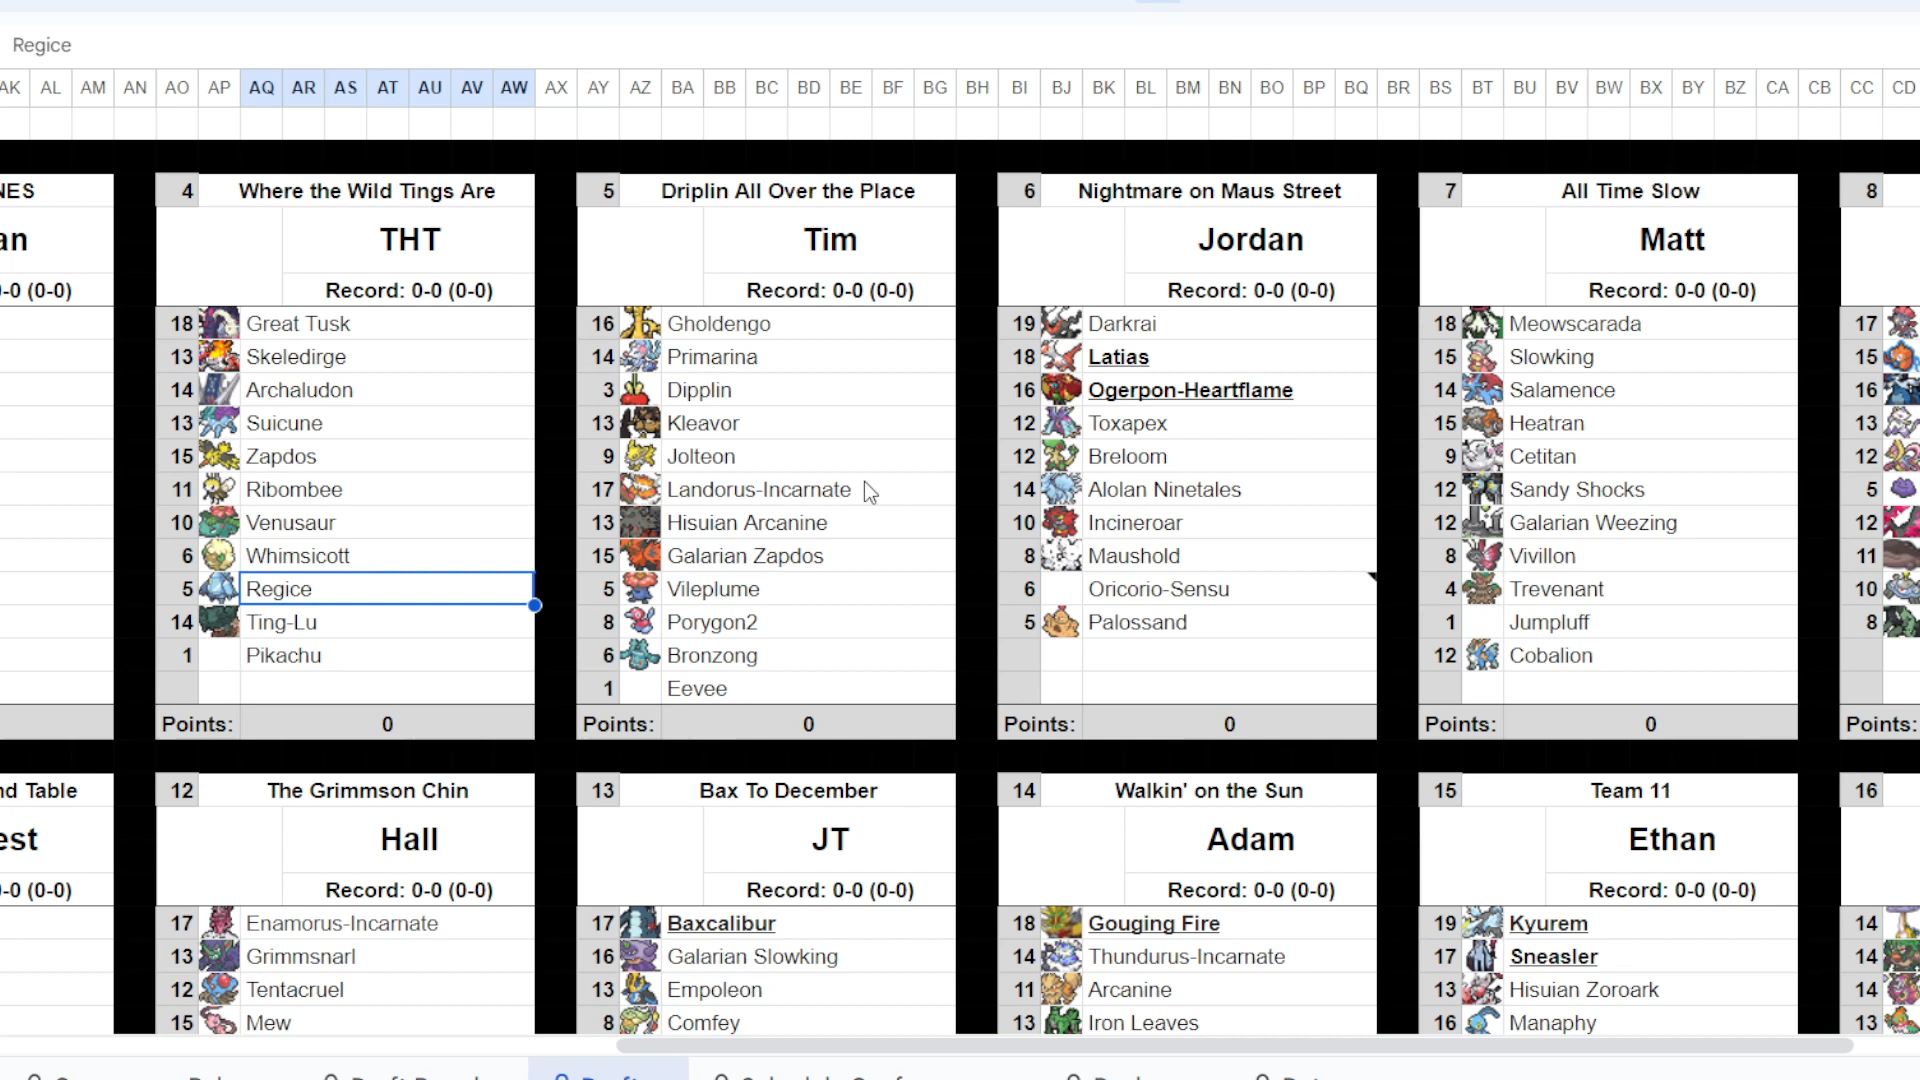 Regice
AK AL AM AN AO AP AQ AR AS AT AU AV AW AX AY AZ BA BB BC BD BE BF BG BH BI BJ BK BL BM BN BO BP BQ BR BS BT BU BV BW BX BY BZ CA CB CC CD
NES
an
-0 (0-0)
4 Where the Wild Tings Are
THT
Record: 0-0 (0-0)
18 Great Tusk
13 Skeledirge
14 Archaludon
13 Suicune
15 Zapdos
11 Ribombee
10 Venusaur
6 Whimsicott
5 Regice
14 Ting-Lu
1 Pikachu
Points: 0
5 Driplin All Over the Place
Tim
Record: 0-0 (0-0)
16 Gholdengo
14 Primarina
3 Dipplin
13 Kleavor
9 Jolteon
17 Landorus-Incarnate
13 Hisuian Arcanine
15 Galarian Zapdos
5 Vileplume
8 Porygon2
6 Bronzong
1 Eevee
Points: 0
6 Nightmare on Maus Street
Jordan
Record: 0-0 (0-0)
19 Darkrai
18 Latias
16 Ogerpon-Heartflame
12 Toxapex
12 Breloom
14 Alolan Ninetales
10 Incineroar
8 Maushold
6 Oricorio-Sensu
5 Palossand
Points: 0
7 All Time Slow
Matt
Record: 0-0 (0-0)
18 Meowscarada
15 Slowking
14 Salamence
15 Heatran
9 Cetitan
12 Sandy Shocks
12 Galarian Weezing
8 Vivillon
4 Trevenant
1 Jumpluff
12 Cobalion
Points: 0
8
17
15
16
13
12
5
12
11
10
8
Points:
nd Table
est
-0 (0-0)
12 The Grimmson Chin
Hall
Record: 0-0 (0-0)
17 Enamorus-Incarnate
13 Grimmsnarl
12 Tentacruel
15 Mew
13 Bax To December
JT
Record: 0-0 (0-0)
17 Baxcalibur
16 Galarian Slowking
13 Empoleon
8 Comfey
14 Walkin' on the Sun
Adam
Record: 0-0 (0-0)
18 Gouging Fire
14 Thundurus-Incarnate
11 Arcanine
13 Iron Leaves
15 Team 11
Ethan
Record: 0-0 (0-0)
19 Kyurem
17 Sneasler
13 Hisuian Zoroark
16 Manaphy
16
14
14
14
13